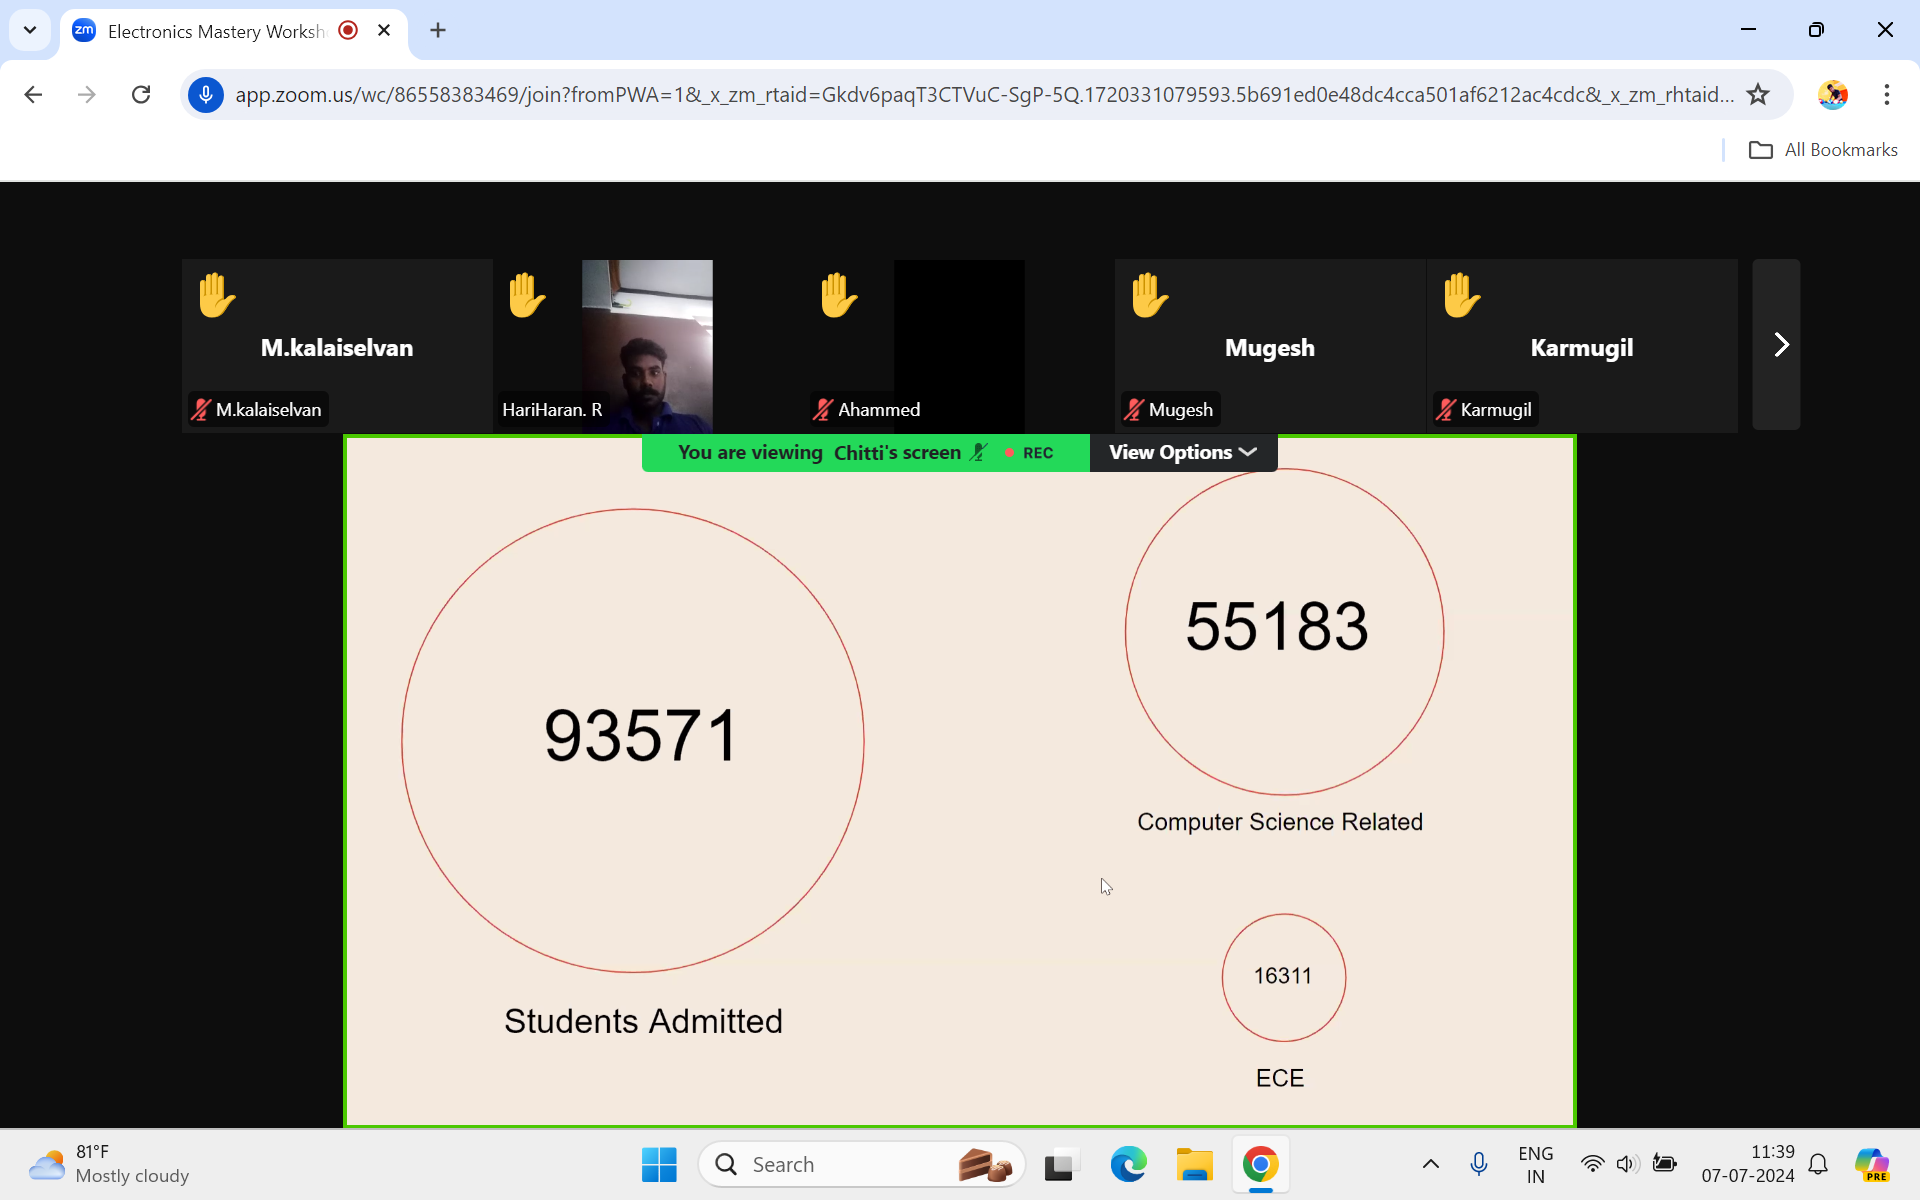 zm Electronics Mastery Worksh
app.zoom.us/wc/86558383469/join?fromPWA=1&_x_zm_rtaid=Gkdv6paqT3CTVuC-SgP-5Q.1720331079593.5b691ed0e48dc4cca501af6212ac4cdc&_x_zm_rhtaid...
All Bookmarks
M.kalaiselvan
Mugesh
Karmugil
M.kalaiselvan
HariHaran. R
Ahammed
Mugesh
Karmugil
You are viewing Chitti's screen REC View Options
55183
93571
Computer Science Related
16311
Students Admitted
ECE
81°F
Mostly cloudy
Search
ENG
IN
11:39
07-07-2024
PRE